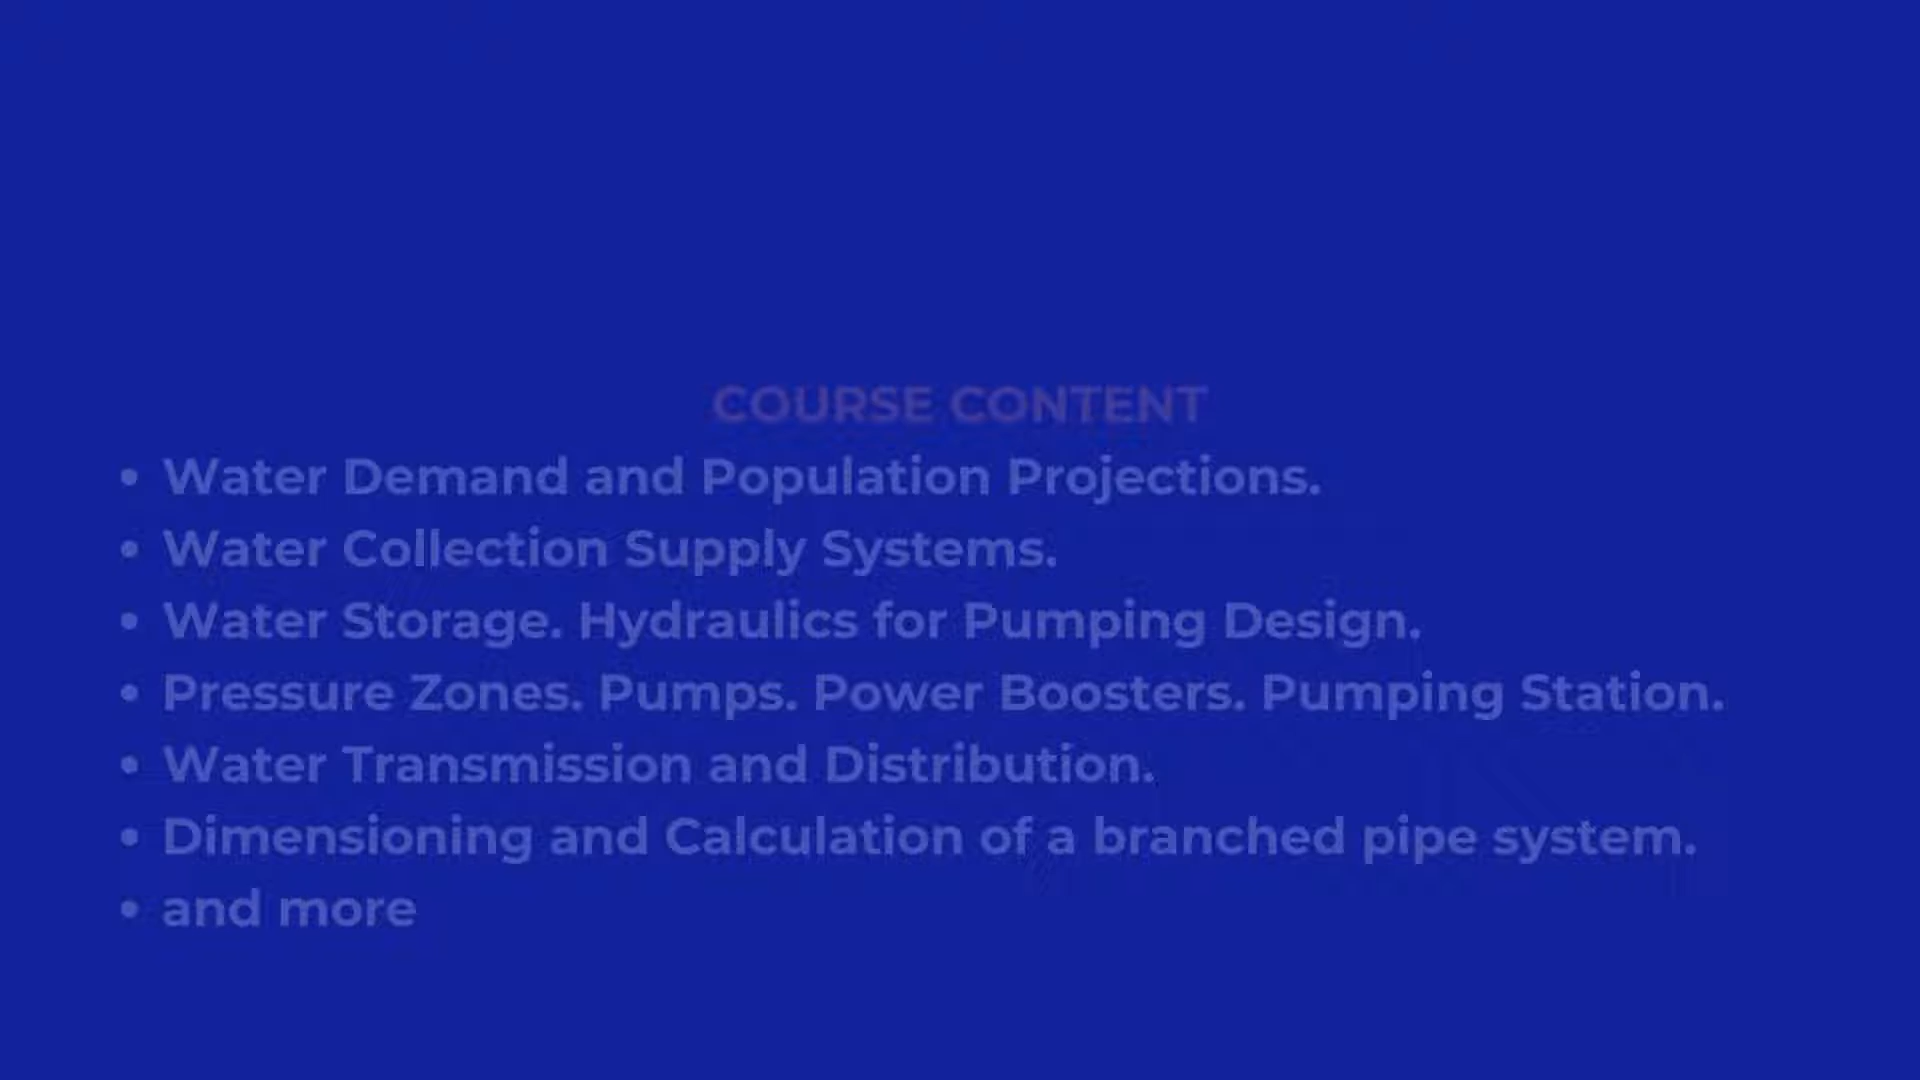 COURSE CONTENT
• Water Demand and Population Projections.
• Water Collection Supply Systems.
• Water Storage. Hydraulics for Pumping Design.
• Pressure Zones. Pumps. Power Boosters. Pumping Station.
• Water Transmission and Distribution.
• Dimensioning and Calculation of a branched pipe system.
• and more